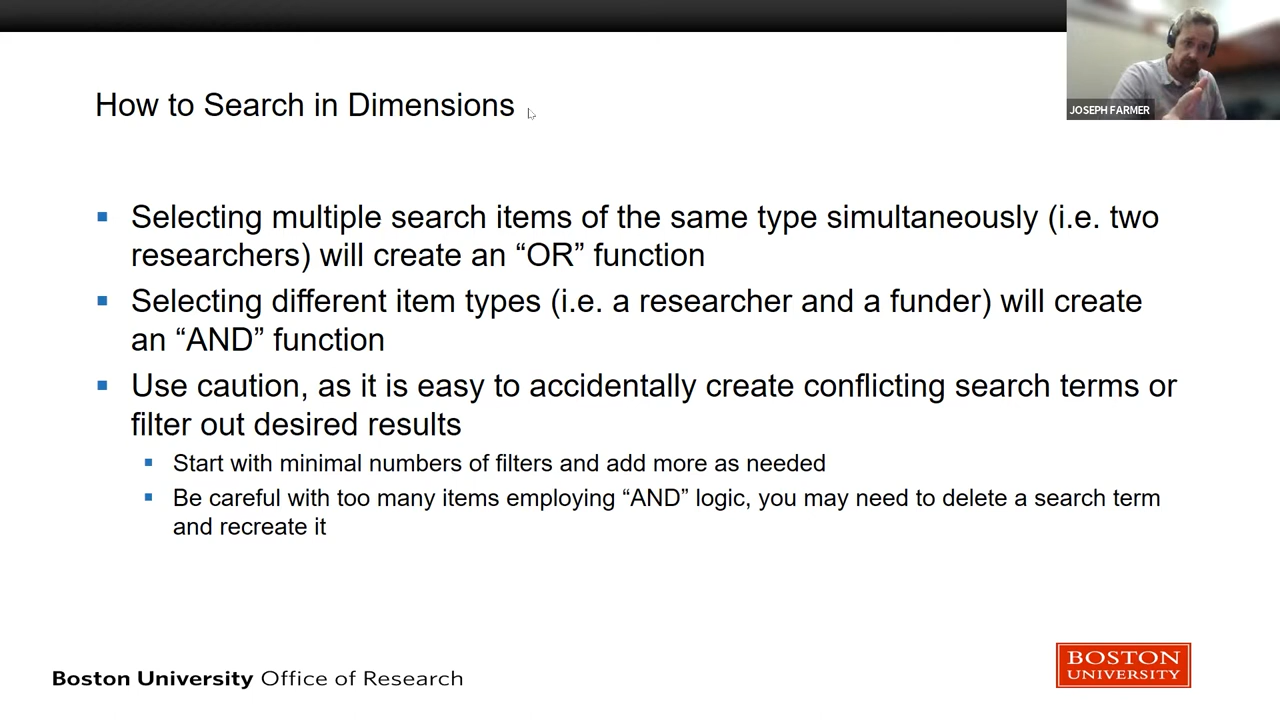 JOSEPH FARMER
How to Search in Dimensions
Selecting multiple search items of the same type simultaneously (i.e. two
researchers) will create an “OR” function
Selecting different item types (i.e. a researcher and a funder) will create
an “AND” function
Use caution, as it is easy to accidentally create conflicting search terms or
filter out desired results
Start with minimal numbers of filters and add more as needed
Be careful with too many items employing “AND” logic, you may need to delete a search term
and recreate it
Boston University Office of Research
BOSTON
UNIVERSITY